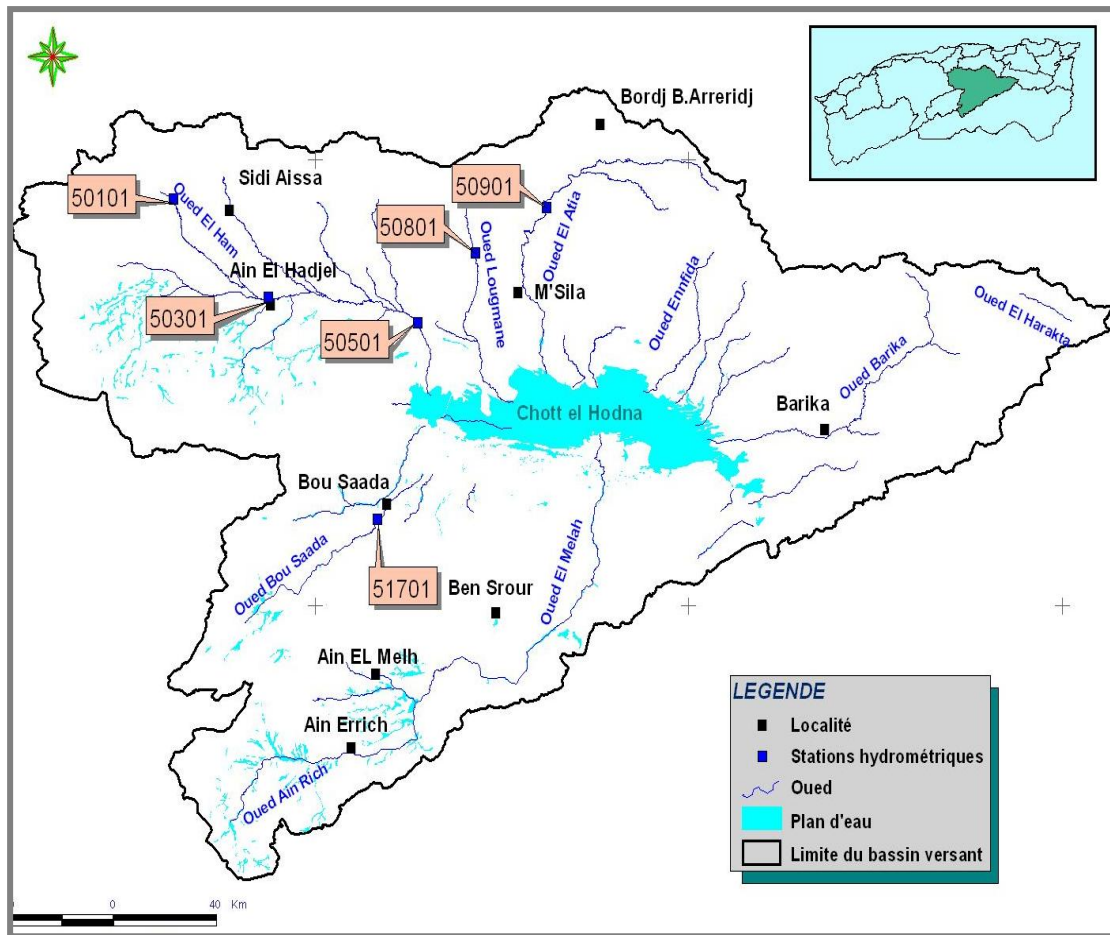 Bordj B.Arreridj
Sidi Aissa
50101
50901
Oued El Ham
50801
Oued El Atia
Ain El Hadjel
Oued Lougmane
M'Sila
Oued Ennfida
Oued El Harakta
50301
50501
Oued Barika
Chott el Hodna
Barika
Bou Saada
Oued Bou Saada
51701
Ben Srour
Oued El Melah
Ain EL Melh
Ain Errich
Oued Ain Rich
LEGENDE
Localité
Stations hydrométriques
Oued
Plan d'eau
Limite du bassin versant
40 Km